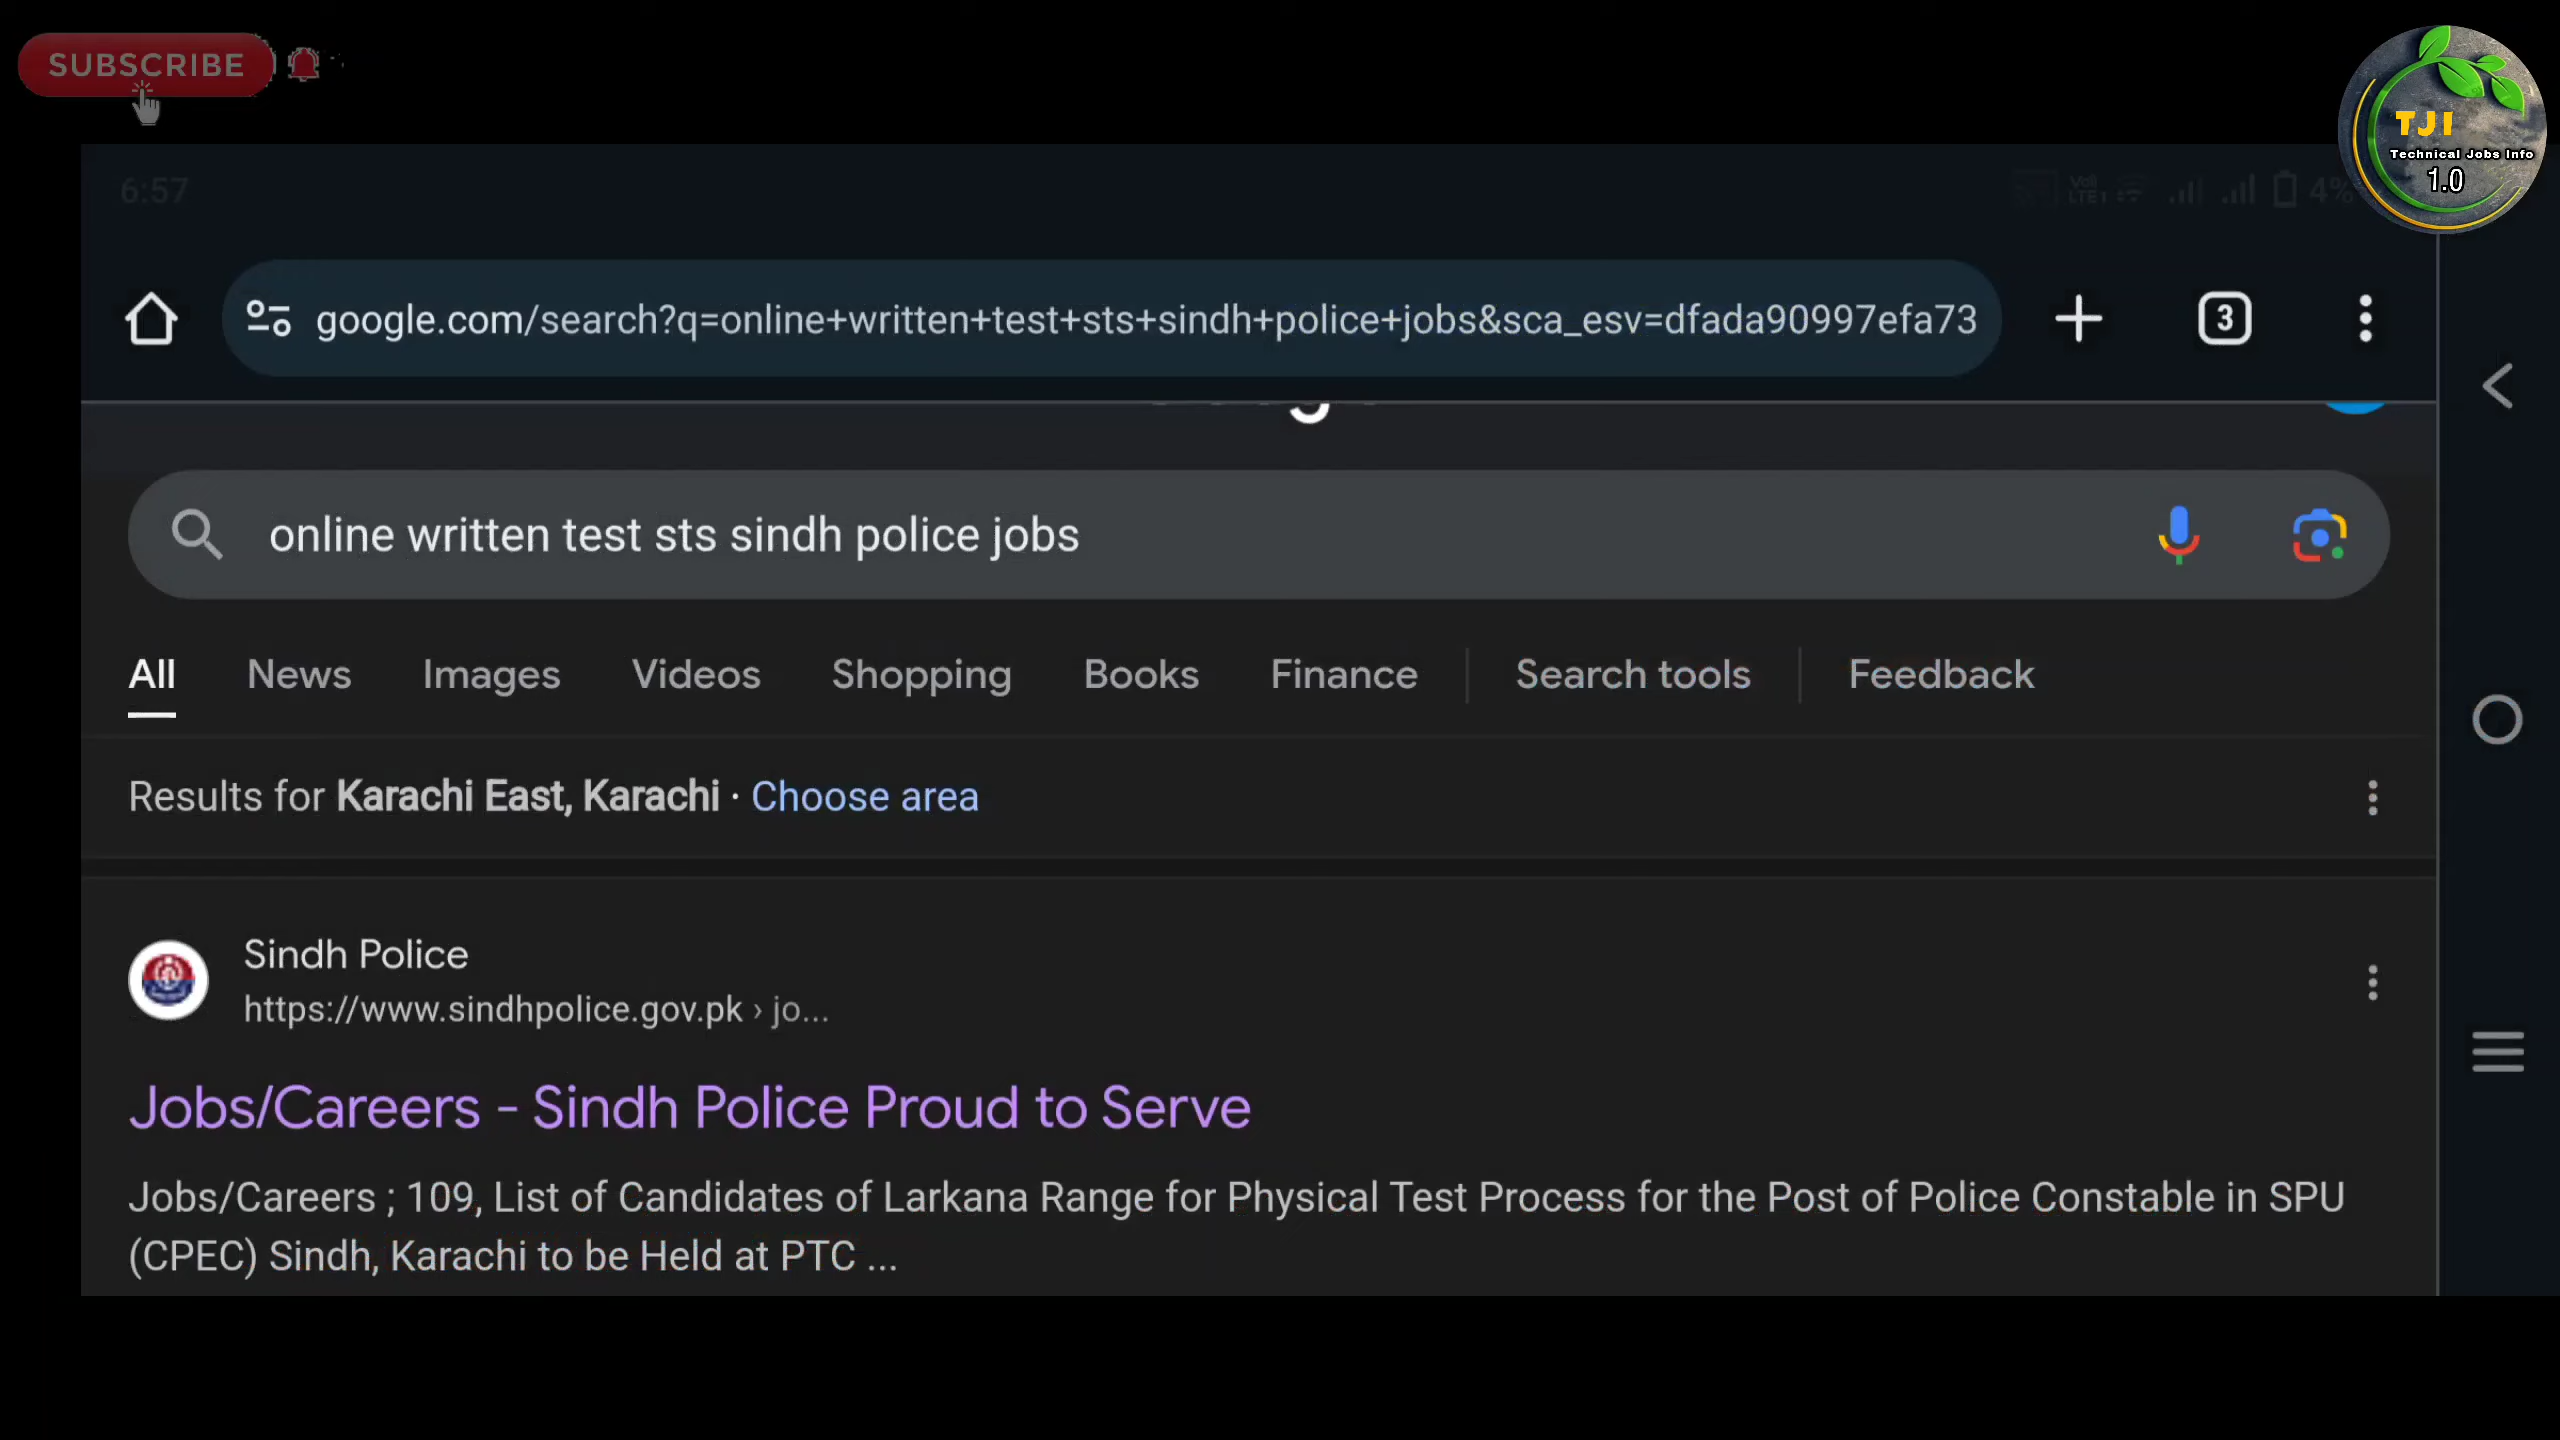 SUBSCRIBE
TJI
Technical Jobs Info
1.0
6:57
4%
google.com/search?q=online+written+test+sts+sindh+police+jobs&sca_esv=dfada90997efa73
3
online written test sts sindh police jobs
All News Images Videos Shopping Books Finance Search tools Feedback
Results for Karachi East, Karachi · Choose area
Sindh Police
https://www.sindhpolice.gov.pk › jo...
Jobs/Careers - Sindh Police Proud to Serve
Jobs/Careers ; 109, List of Candidates of Larkana Range for Physical Test Process for the Post of Police Constable in SPU
(CPEC) Sindh, Karachi to be Held at PTC ...